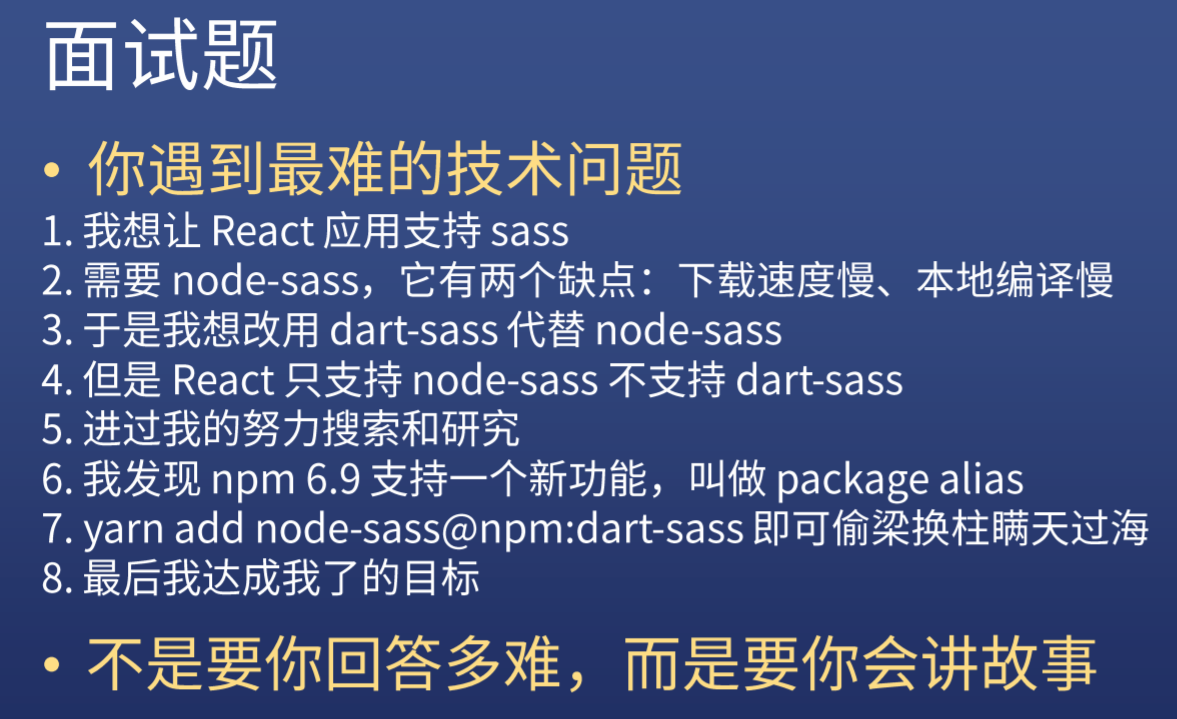 面试题
• 你遇到最难的技术问题
1. 我想让 React 应用支持 sass
2. 需要 node-sass，它有两个缺点：下载速度慢、本地编译慢
3. 于是我想改用 dart-sass 代替 node-sass
4. 但是 React 只支持 node-sass 不支持 dart-sass
5. 进过我的努力搜索和研究
6. 我发现 npm 6.9 支持一个新功能，叫做 package alias
7. yarn add node-sass@npm:dart-sass 即可偷梁换柱瞒天过海
8. 最后我达成我了的目标
• 不是要你回答多难，而是要你会讲故事